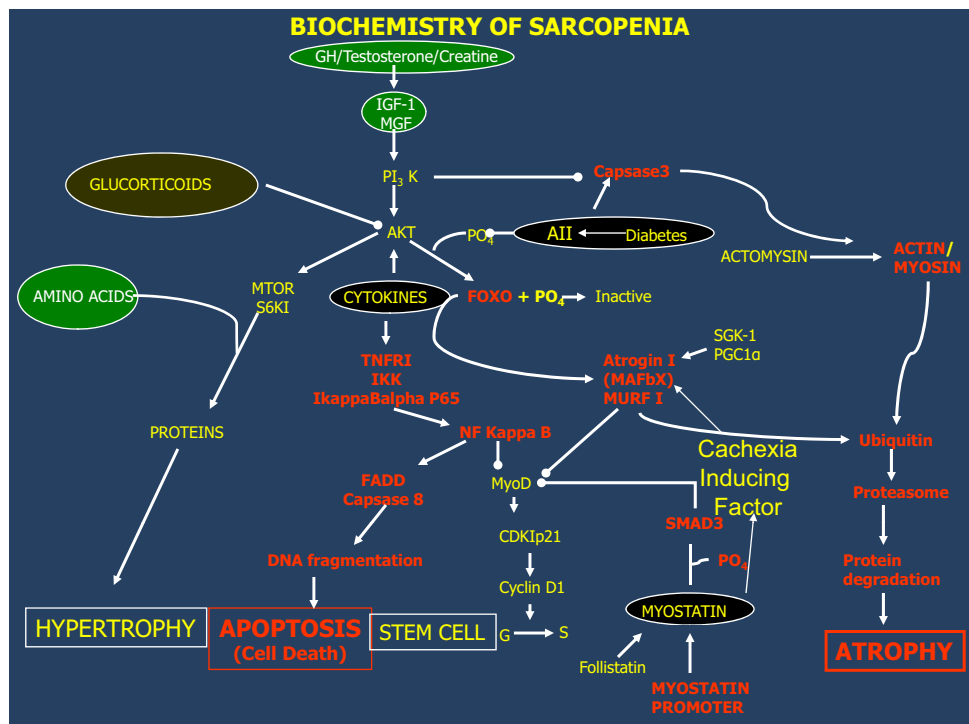 BIOCHEMISTRY OF SARCOPENIA
GH/Testosterone/Creatine
IGF-1
MGF
PI₃ K
Capsase3
GLUCORTICOIDS
AKT
PO₄
AII
Diabetes
ACTOMYSIN
ACTIN/
MYOSIN
AMINO ACIDS
MTOR
S6KI
CYTOKINES
FOXO + PO₄
Inactive
SGK-1
PGC1α
TNFRI
IKK
IkappaBalpha P65
Atrogin I
(MAFbX)
MURF I
PROTEINS
NF Kappa B
Ubiquitin
Cachexia
Inducing
Factor
FADD
Capsase 8
MyoD
Proteasome
SMAD3
CDKIp21
DNA fragmentation
PO₄
Protein
degradation
Cyclin D1
MYOSTATIN
HYPERTROPHY
APOPTOSIS
(Cell Death)
STEM CELL
G
S
ATROPHY
Follistatin
MYOSTATIN
PROMOTER